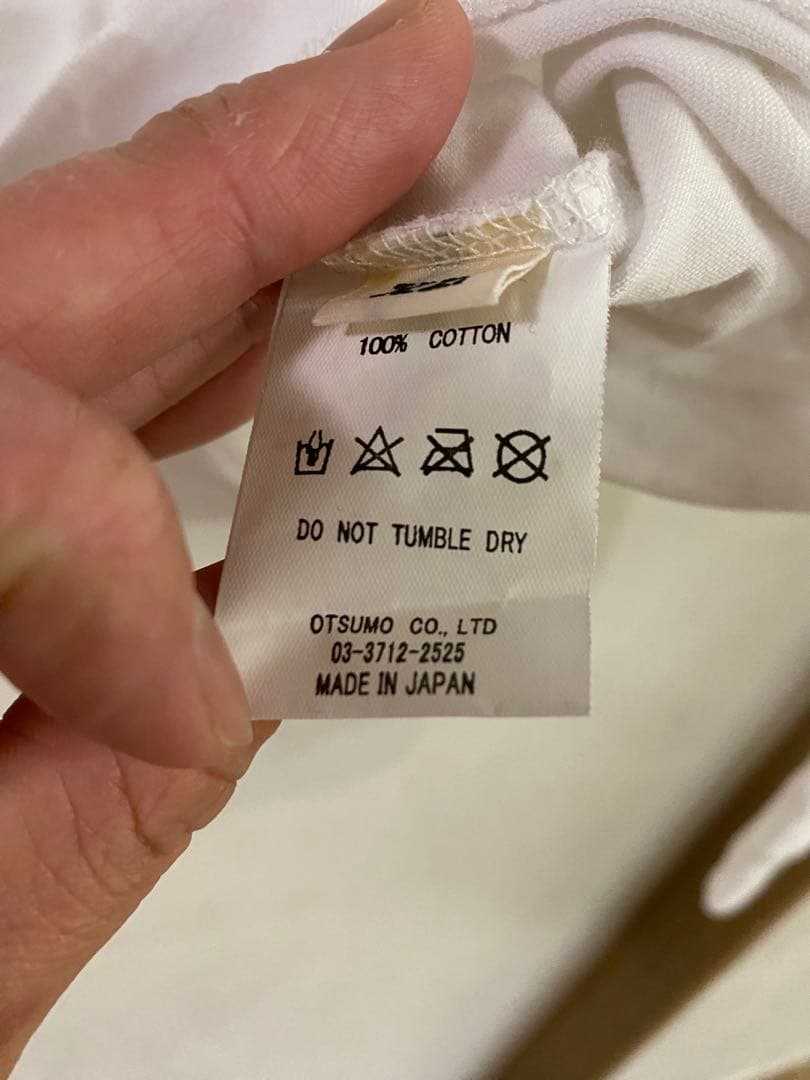 100% COTTON
DO NOT TUMBLE DRY
OTSUMO CO., LTD
03-3712-2525
MADE IN JAPAN